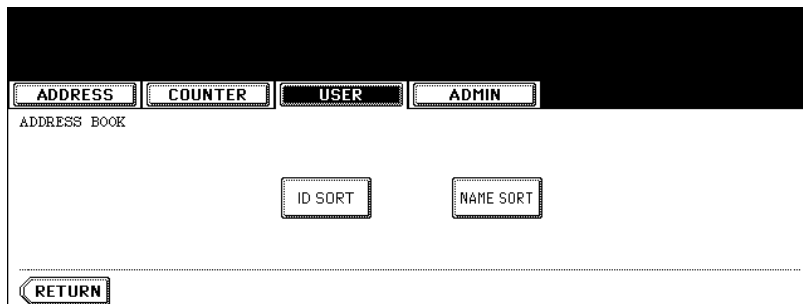 ADDRESS COUNTER USER ADMIN
ADDRESS BOOK
ID SORT NAME SORT
RETURN